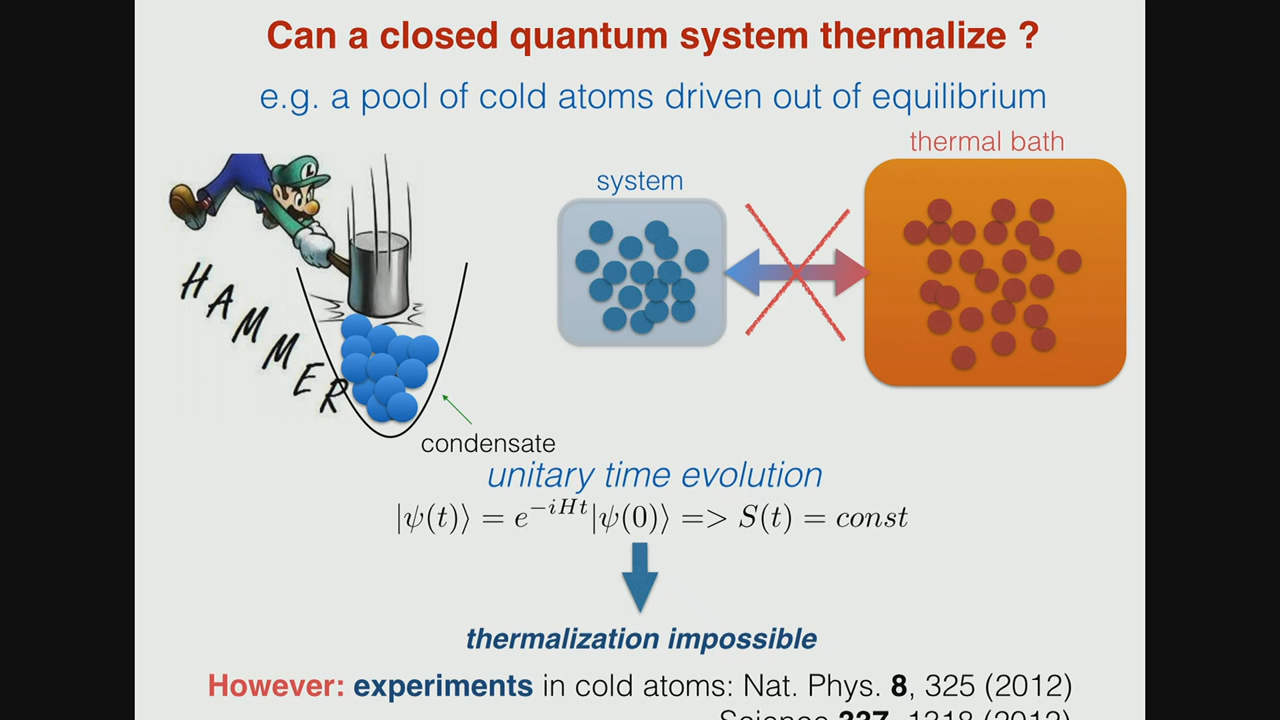 Can a closed quantum system thermalize ?
e.g. a pool of cold atoms driven out of equilibrium
thermal bath
system
L
HAMMER
condensate
unitary time evolution
|ψ(t)⟩ = e^{-iHt}|ψ(0)⟩ => S(t) = const
thermalization impossible
However: experiments in cold atoms: Nat. Phys. 8, 325 (2012)
Science 337, 1318 (2012)